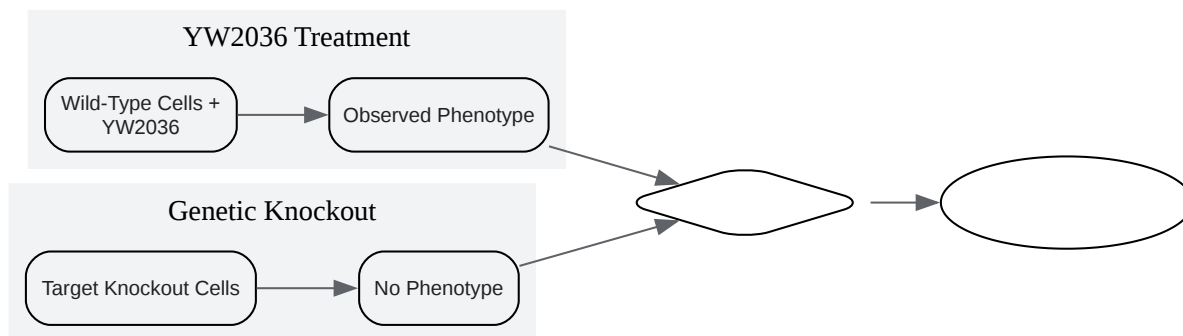 YW2036 Treatment
Wild-Type Cells +
YW2036
Observed Phenotype
Genetic Knockout
Target Knockout Cells
No Phenotype